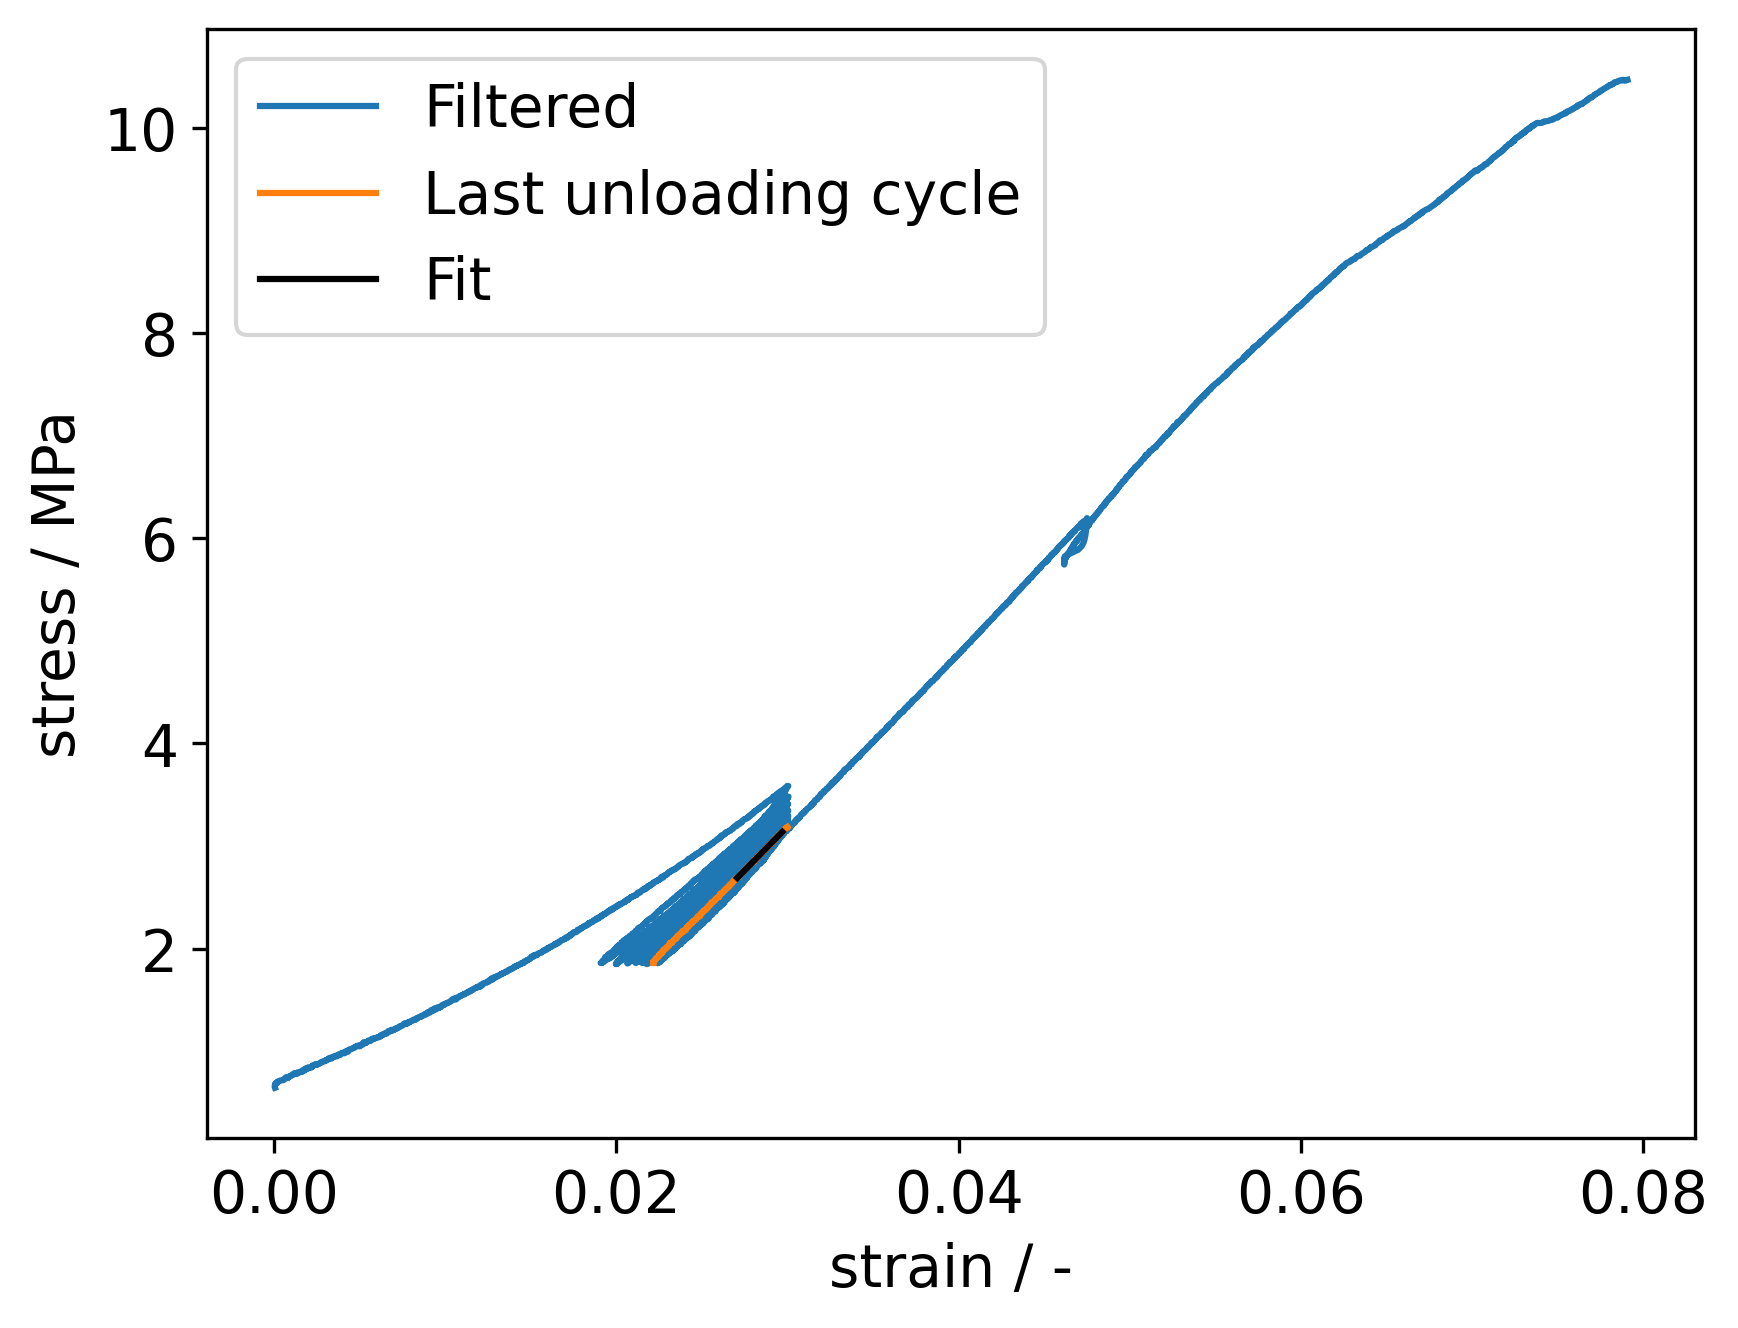 Filtered
Last unloading cycle
Fit
10
8
6
4
2
stress / MPa
0.00 0.02 0.04 0.06 0.08
strain / -